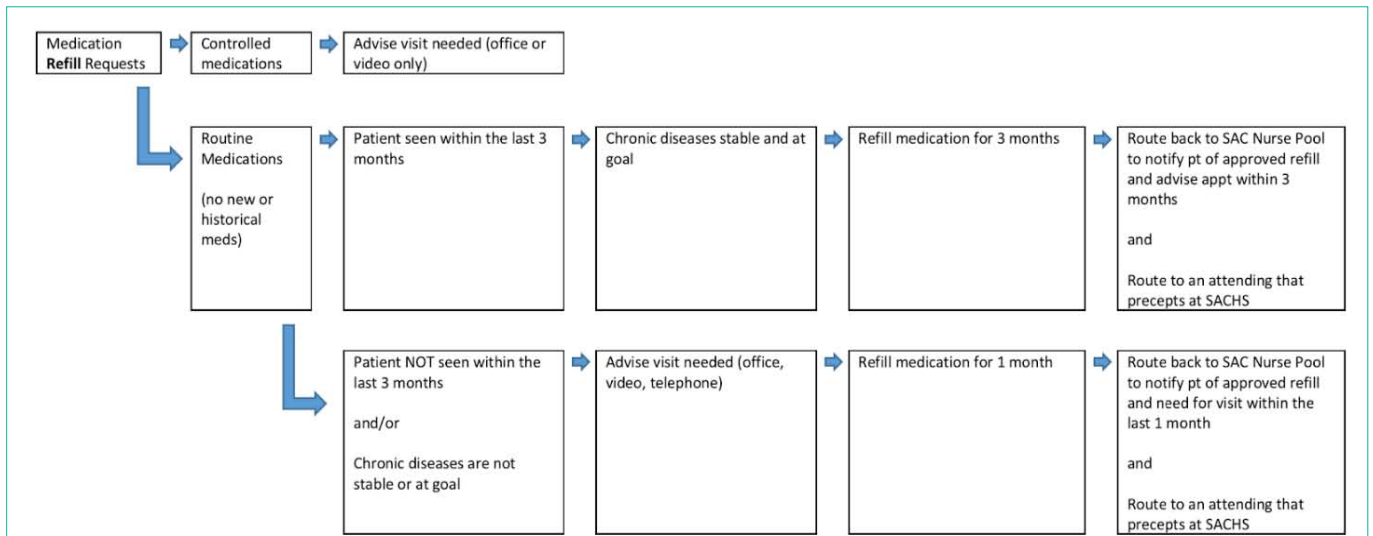 Medication
Refill Requests
Controlled
medications
Advise visit needed (office or
video only)
Routine
Medications
(no new or
historical
meds)
Patient seen within the last 3
months
Chronic diseases stable and at
goal
Refill medication for 3 months
Route back to SAC Nurse Pool
to notify pt of approved refill
and advise appt within 3
months
and
Route to an attending that
precepts at SACHS
Patient NOT seen within the
last 3 months
and/or
Chronic diseases are not
stable or at goal
Advise visit needed (office,
video, telephone)
Refill medication for 1 month
Route back to SAC Nurse Pool
to notify pt of approved refill
and need for visit within the
last 1 month
and
Route to an attending that
precepts at SACHS